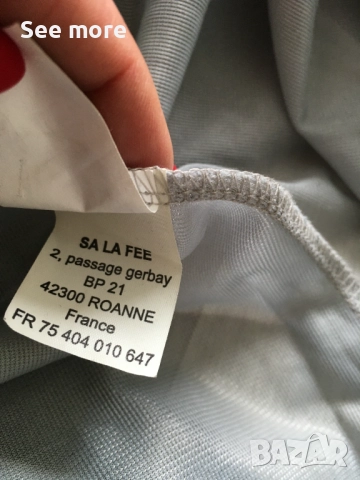 See more
SA LA FEE
2, passage gerbay
BP 21
42300 ROANNE
France
FR 75 404 010 647
BAZAR